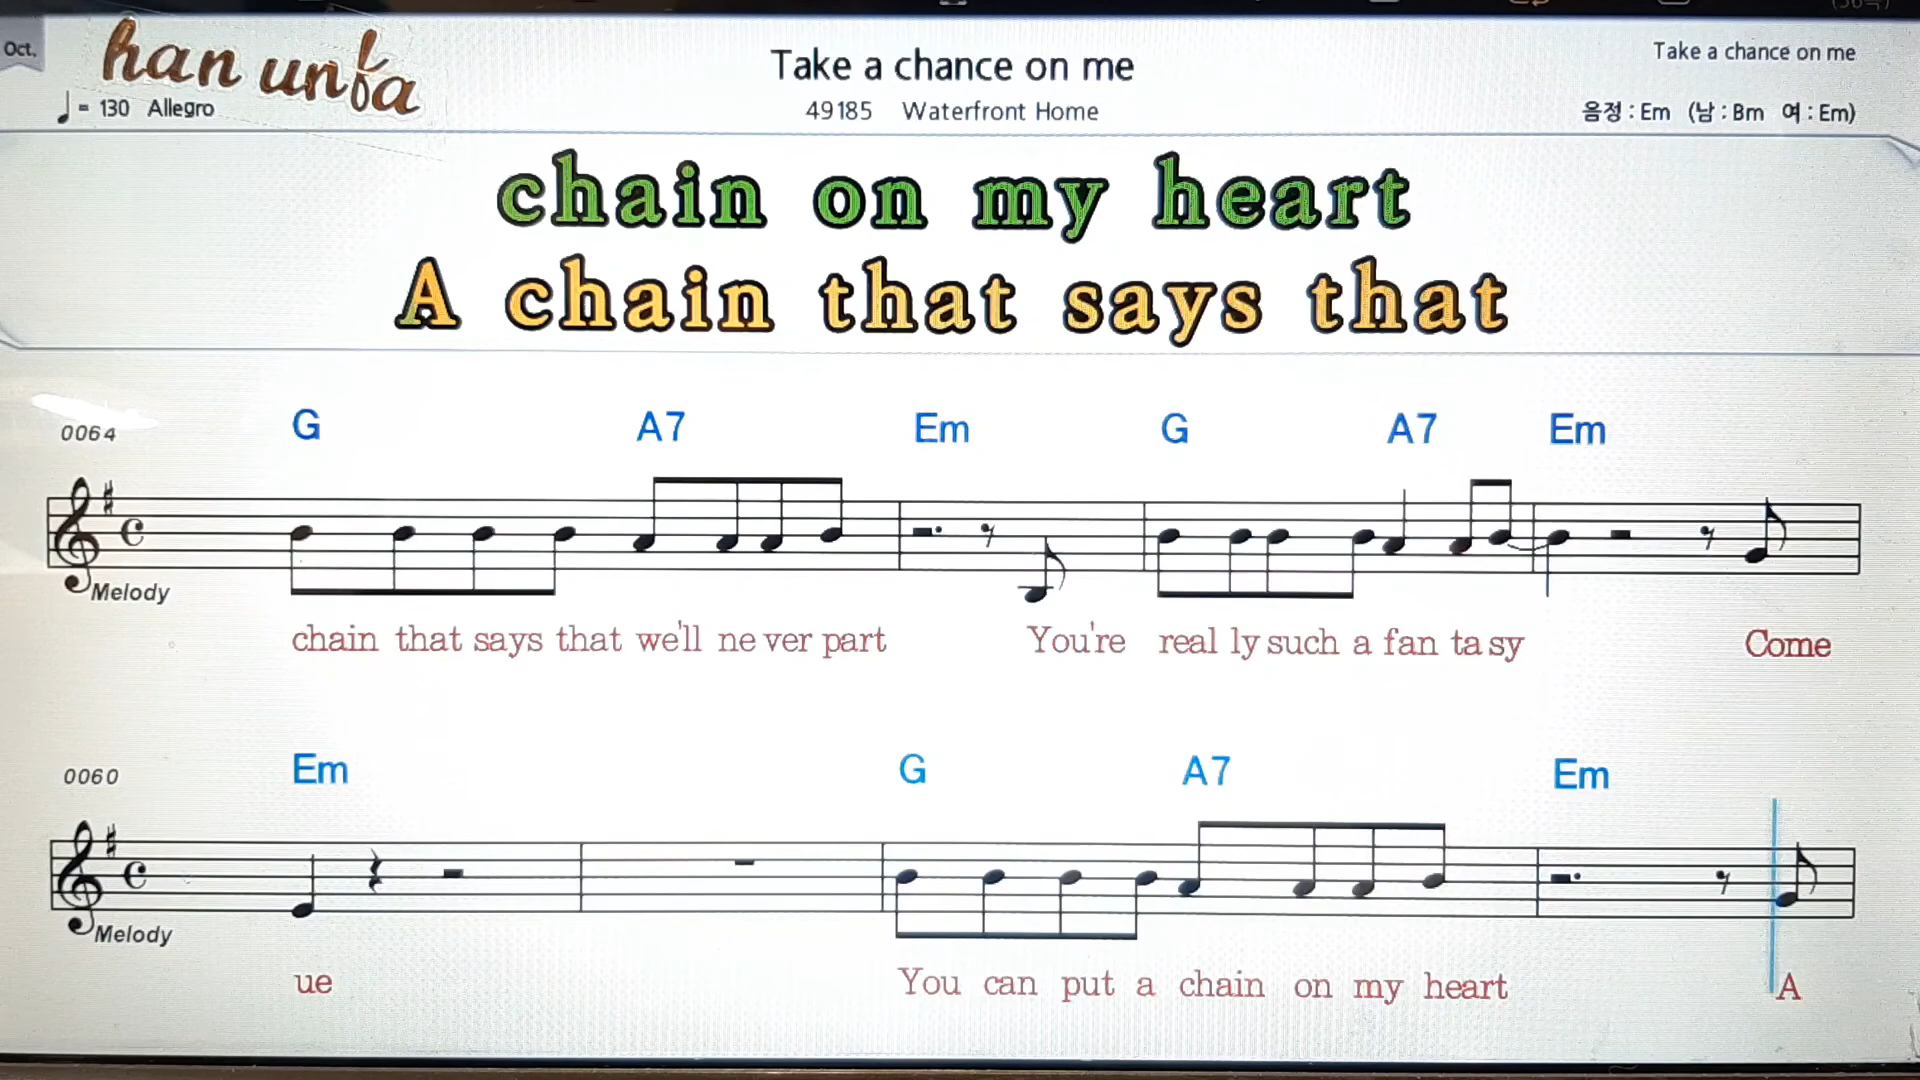 Oct.
han unfa
Take a chance on me
Take a chance on me
= 130 Allegro
49185 Waterfront Home
음정 : Em (남 : Bm 여 : Em)
chain on my heart
A chain that says that
0064
G A7 Em G A7 Em
Melody
chain that says that we'll ne ver part You're real ly such a fan ta sy Come
0060
Em G A7 Em
Melody
ue You can put a chain on my heart A